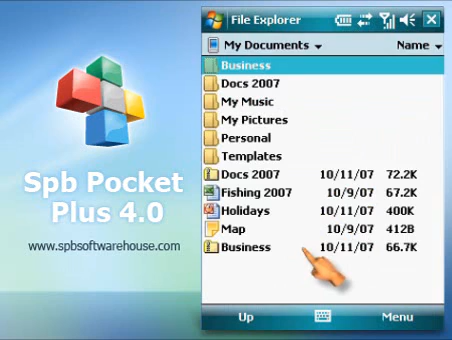 Spb Pocket
Plus 4.0
www.spbsoftwarehouse.com
File Explorer
My Documents Name
Business
Docs 2007
My Music
My Pictures
Personal
Templates
Docs 2007 10/11/07 72.2K
Fishing 2007 10/9/07 67.2K
Holidays 10/11/07 400K
Map 10/9/07 412B
Business 10/11/07 66.7K
Up Menu